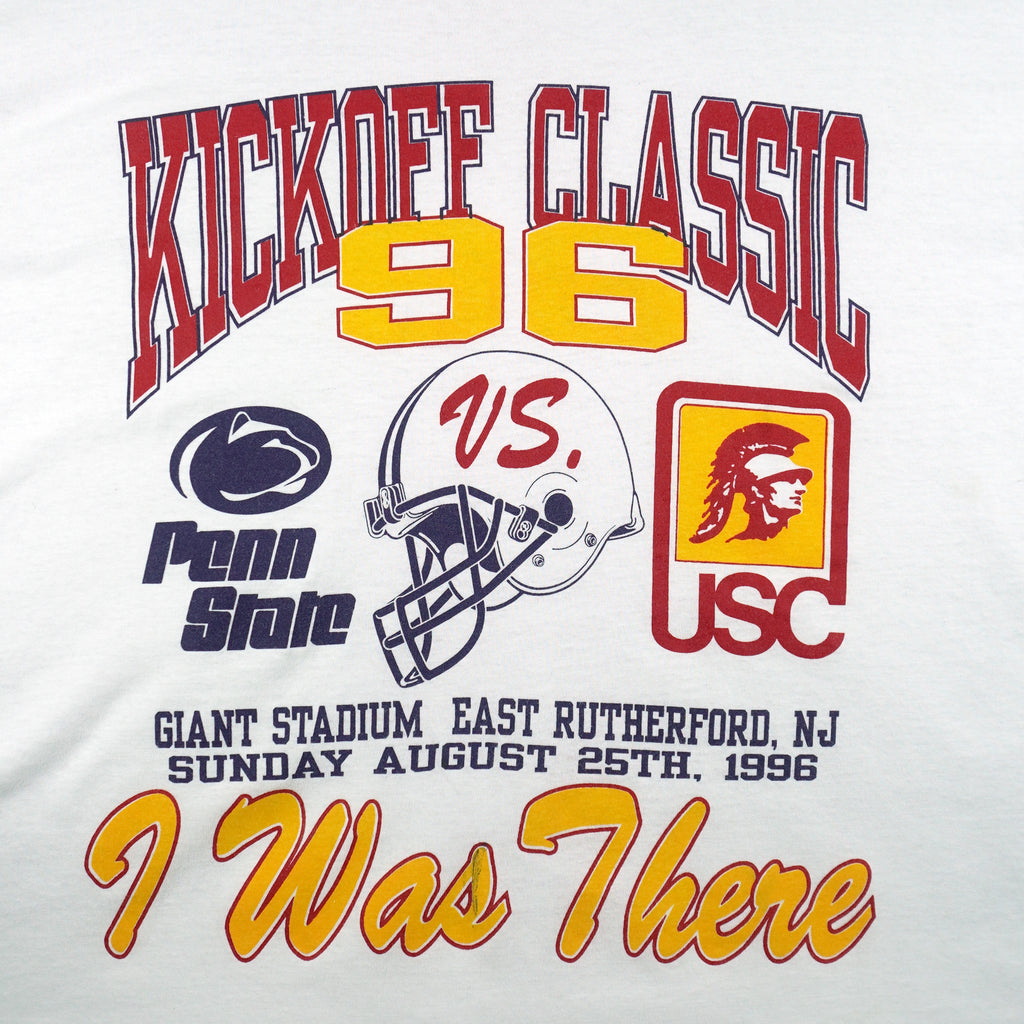 KICKOFF CLASSIC
96
VS.
Penn
State
USC
GIANT STADIUM EAST RUTHERFORD, NJ
SUNDAY AUGUST 25TH, 1996
I Was There